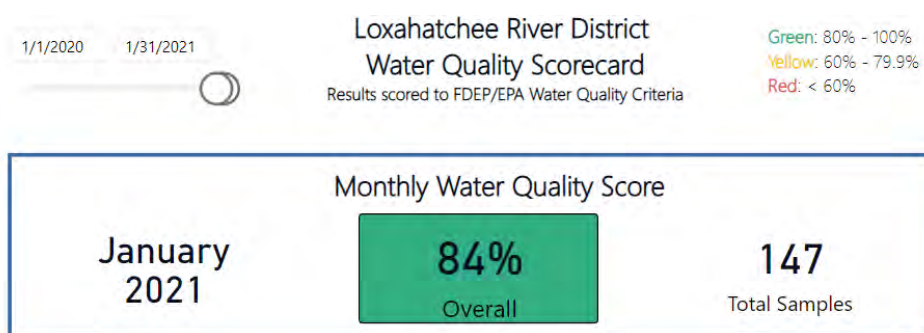 1/1/2020 1/31/2021
Loxahatchee River District
Water Quality Scorecard
Results scored to FDEP/EPA Water Quality Criteria
Green: 80% - 100%
Yellow: 60% - 79.9%
Red: < 60%
Monthly Water Quality Score
January
2021
84%
Overall
147
Total Samples